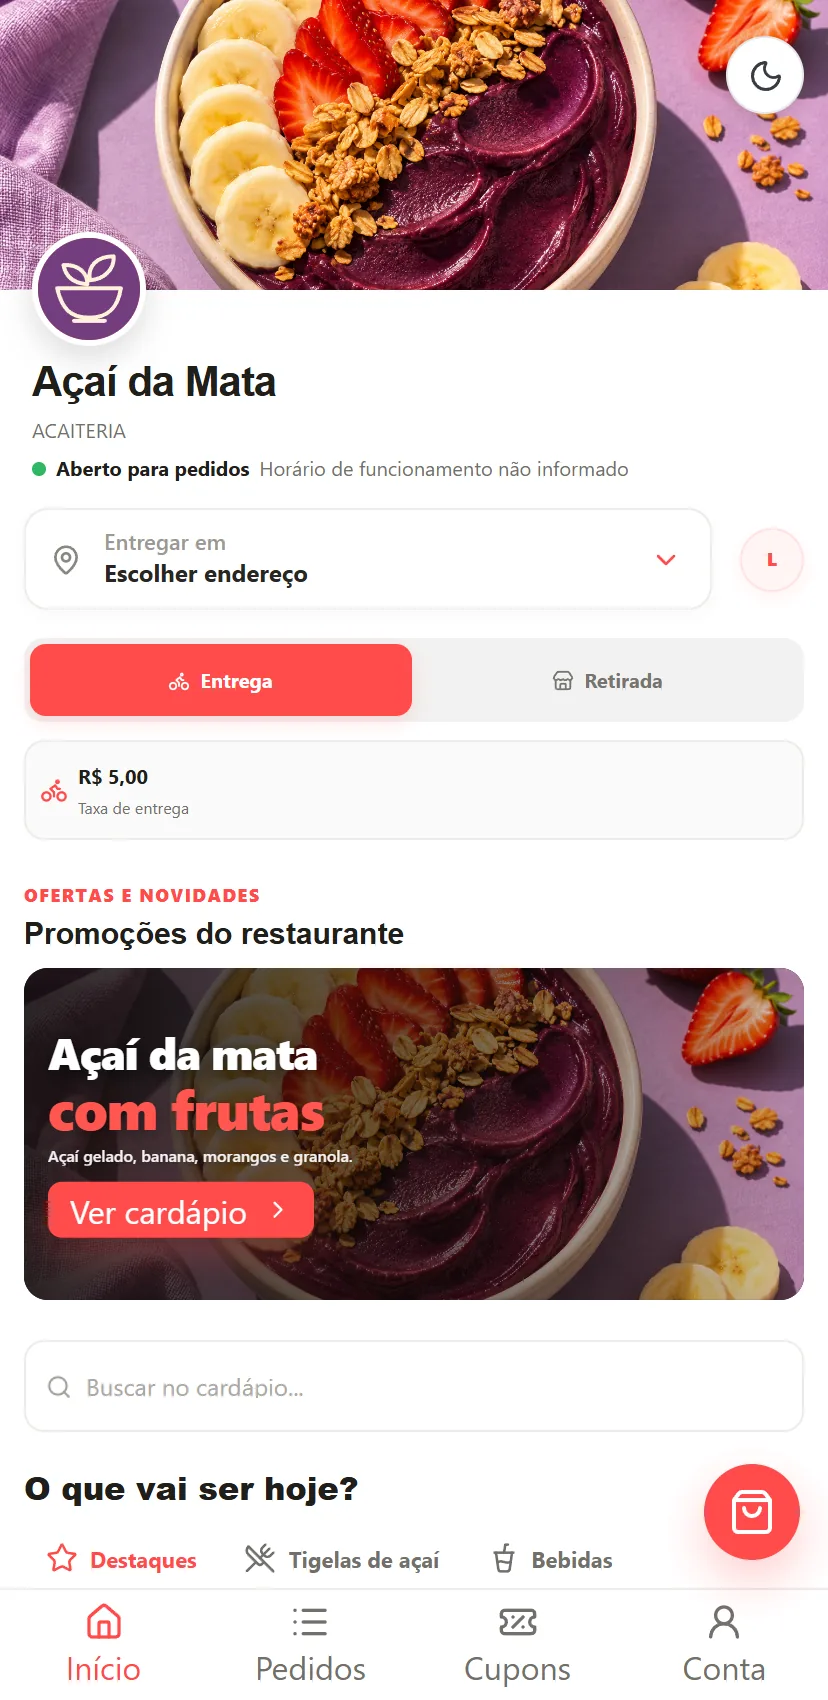 Açaí da Mata
ACAITERIA
Aberto para pedidos Horário de funcionamento não informado
Entregar em
Escolher endereço
L
Entrega
Retirada
R$ 5,00
Taxa de entrega
OFERTAS E NOVIDADES
Promoções do restaurante
Açaí da mata
com frutas
Açaí gelado, banana, morangos e granola.
Ver cardápio
Buscar no cardápio...
O que vai ser hoje?
Destaques
Tigelas de açaí
Bebidas
Início
Pedidos
Cupons
Conta